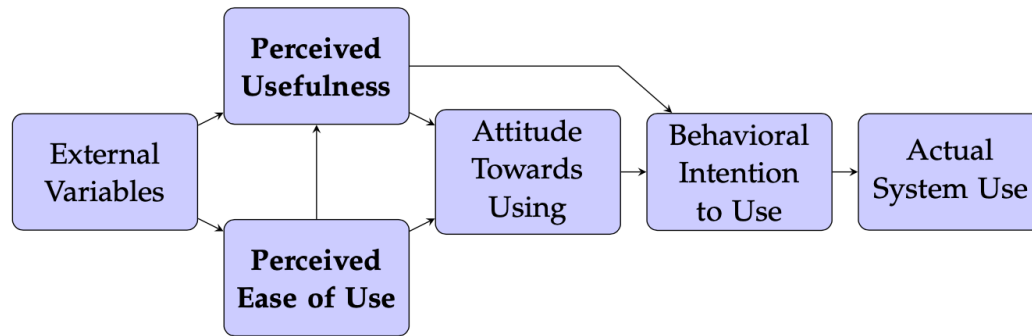 Perceived
Usefulness
External
Variables
Perceived
Ease of Use
Attitude
Towards
Using
Behavioral
Intention
to Use
Actual
System Use